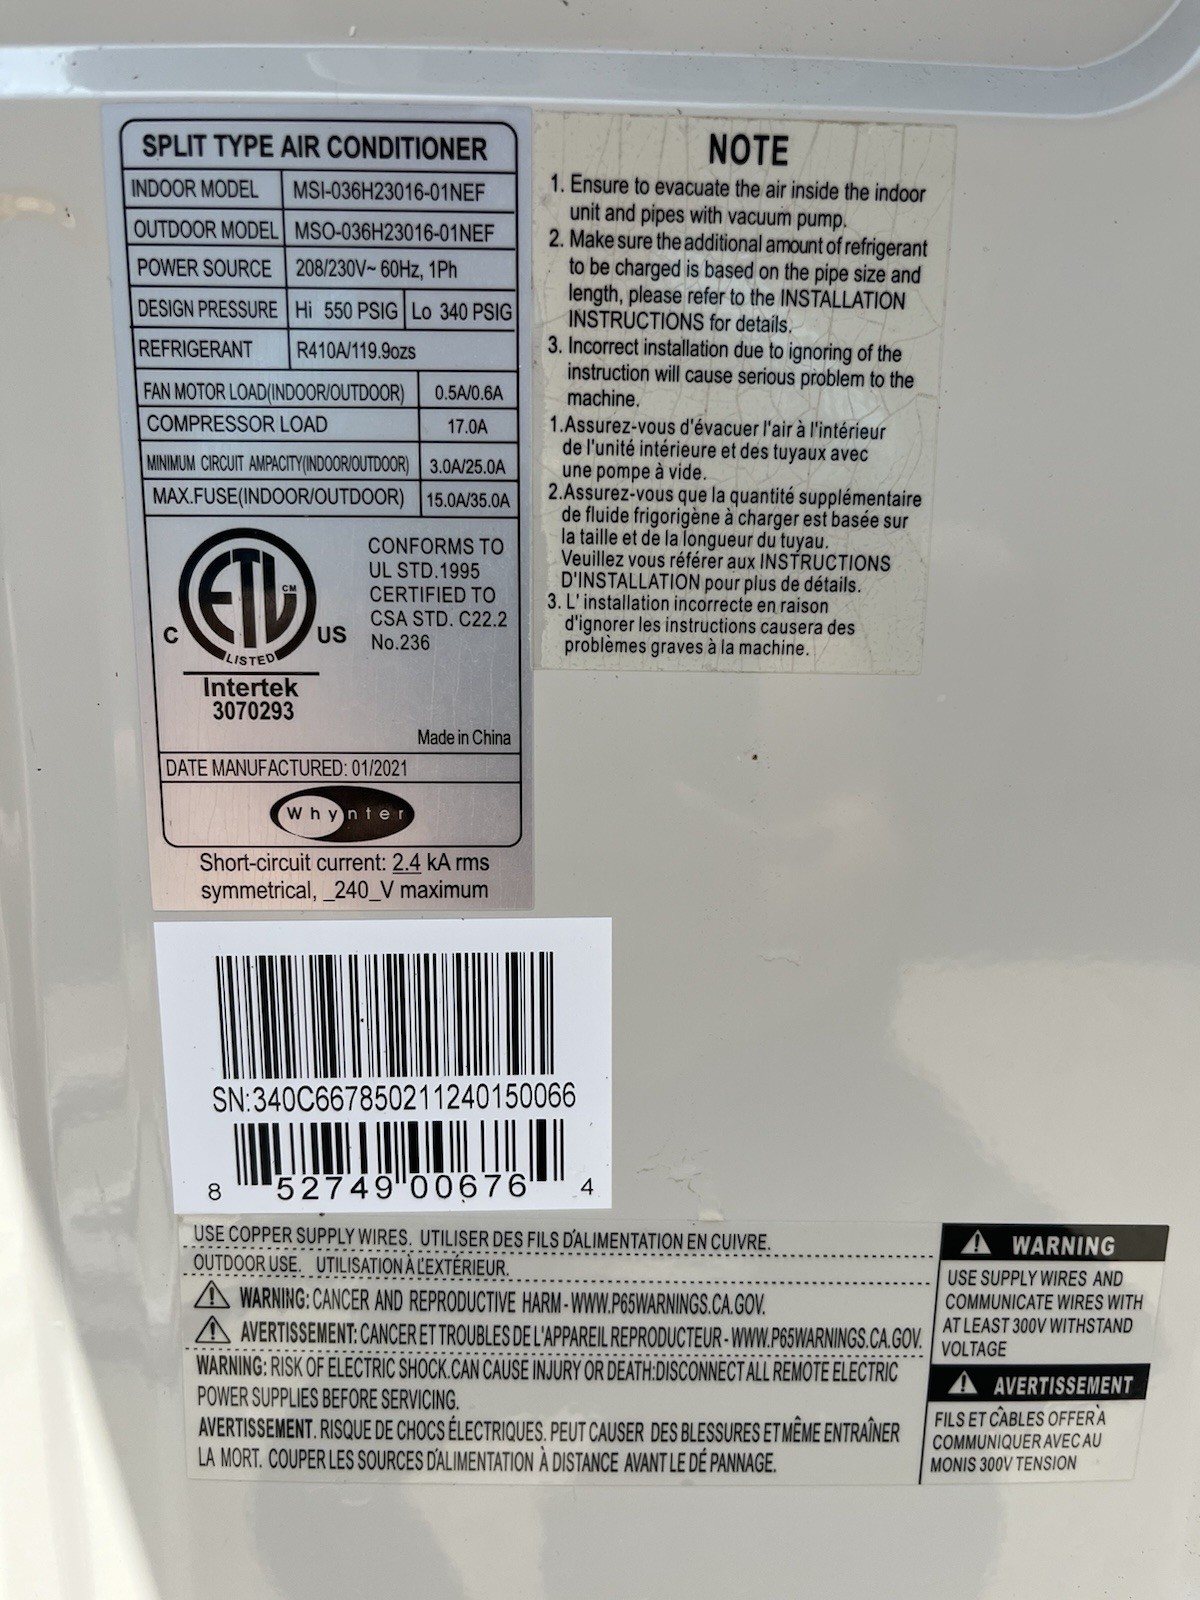 SPLIT TYPE AIR CONDITIONER
INDOOR MODEL MSI-036H23016-01NEF
OUTDOOR MODEL MSO-036H23016-01NEF
POWER SOURCE 208/230V~ 60Hz, 1Ph
DESIGN PRESSURE Hi 550 PSIG Lo 340 PSIG
REFRIGERANT R410A/119.9ozs
FAN MOTOR LOAD(INDOOR/OUTDOOR) 0.5A/0.6A
COMPRESSOR LOAD 17.0A
MINIMUM CIRCUIT AMPACITY(INDOOR/OUTDOOR) 3.0A/25.0A
MAX.FUSE(INDOOR/OUTDOOR) 15.0A/35.0A
ETL CM
C US
LISTED
Intertek
3070293
CONFORMS TO
UL STD.1995
CERTIFIED TO
CSA STD. C22.2
No.236
Made in China
DATE MANUFACTURED: 01/2021
Whynter
Short-circuit current: 2.4 kA rms
symmetrical, _240_V maximum
NOTE
1. Ensure to evacuate the air inside the indoor
unit and pipes with vacuum pump.
2. Make sure the additional amount of refrigerant
to be charged is based on the pipe size and
length, please refer to the INSTALLATION
INSTRUCTIONS for details.
3. Incorrect installation due to ignoring of the
instruction will cause serious problem to the
machine.
1.Assurez-vous d'évacuer l'air à l'intérieur
de l'unité intérieure et des tuyaux avec
une pompe à vide.
2.Assurez-vous que la quantité supplémentaire
de fluide frigorigène à charger est basée sur
la taille et de la longueur du tuyau.
Veuillez vous référer aux INSTRUCTIONS
D'INSTALLATION pour plus de détails.
3. L' installation incorrecte en raison
d'ignorer les instructions causera des
problèmes graves à la machine.
SN:340C667850211240150066
8 52749 00676 4
USE COPPER SUPPLY WIRES. UTILISER DES FILS D'ALIMENTATION EN CUIVRE.
OUTDOOR USE. UTILISATION À L'EXTÉRIEUR.
WARNING: CANCER AND REPRODUCTIVE HARM - WWW.P65WARNINGS.CA.GOV.
AVERTISSEMENT: CANCER ET TROUBLES DE L'APPAREIL REPRODUCTEUR - WWW.P65WARNINGS.CA.GOV.
WARNING: RISK OF ELECTRIC SHOCK.CAN CAUSE INJURY OR DEATH:DISCONNECT ALL REMOTE ELECTRIC
POWER SUPPLIES BEFORE SERVICING.
AVERTISSEMENT. RISQUE DE CHOCS ÉLECTRIQUES. PEUT CAUSER DES BLESSURES ET MÊME ENTRAÎNER
LA MORT. COUPER LES SOURCES D'ALIMENTATION À DISTANCE AVANT LE DÉ PANNAGE.
WARNING
USE SUPPLY WIRES AND
COMMUNICATE WIRES WITH
AT LEAST 300V WITHSTAND
VOLTAGE
AVERTISSEMENT
FILS ET CÂBLES OFFER À
COMMUNIQUER AVEC AU
MONIS 300V TENSION